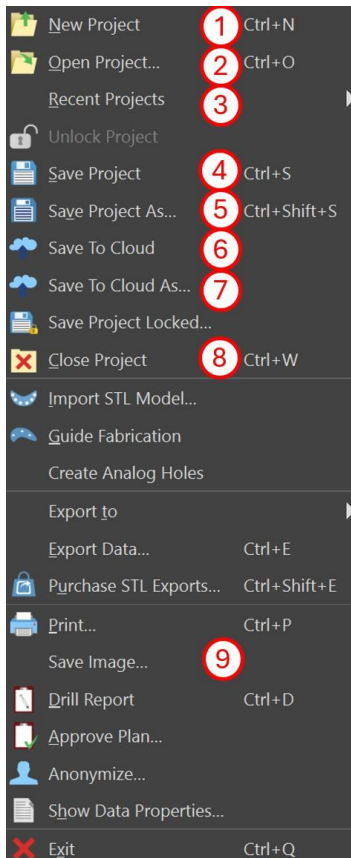 New Project 1 Ctrl+N
Open Project... 2 Ctrl+O
Recent Projects 3
Unlock Project
Save Project 4 Ctrl+S
Save Project As... 5 Ctrl+Shift+S
Save To Cloud 6
Save To Cloud As... 7
Save Project Locked...
Close Project 8 Ctrl+W
Import STL Model...
Guide Fabrication
Create Analog Holes
Export to
Export Data... Ctrl+E
Purchase STL Exports... Ctrl+Shift+E
Print... Ctrl+P
Save Image... 9
Drill Report Ctrl+D
Approve Plan...
Anonymize...
Show Data Properties...
Exit Ctrl+Q